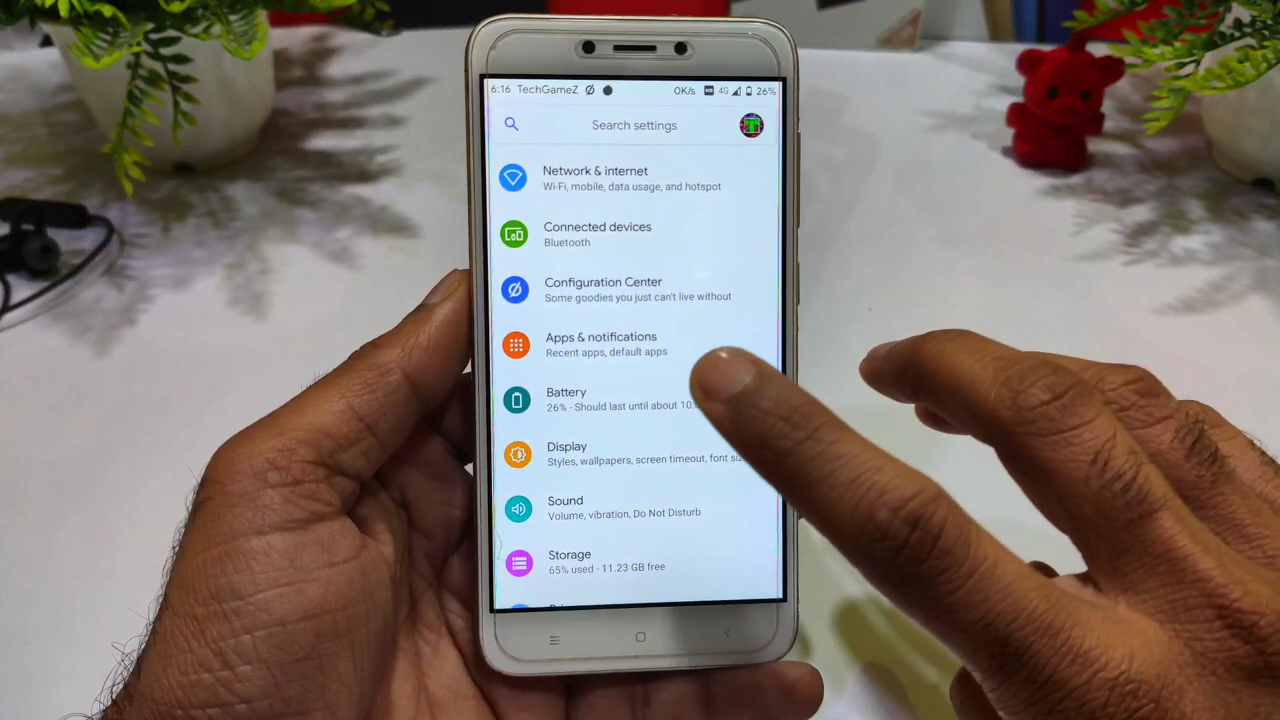 6:16 TechGameZ 0K/s HD 4G 26%
Search settings
Network & internet
Wi-Fi, mobile, data usage, and hotspot
Connected devices
Bluetooth
Configuration Center
Some goodies you just can't live without
Apps & notifications
Recent apps, default apps
Battery
26% - Should last until about 10:
Display
Styles, wallpapers, screen timeout, font
Sound
Volume, vibration, Do Not Disturb
Storage
65% used - 11.23 GB free